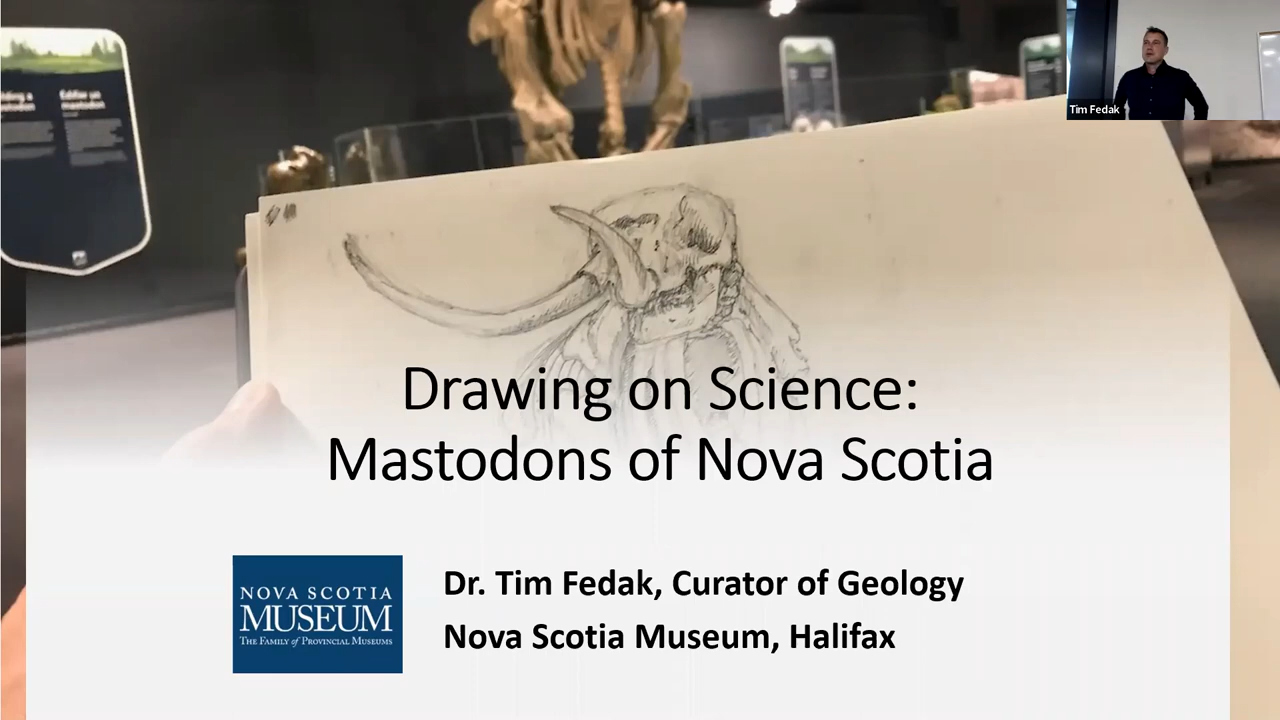 Tim Fedak
Drawing on Science:
Mastodons of Nova Scotia
NOVA SCOTIA
MUSEUM
THE FAMILY of PROVINCIAL MUSEUMS
Dr. Tim Fedak, Curator of Geology
Nova Scotia Museum, Halifax